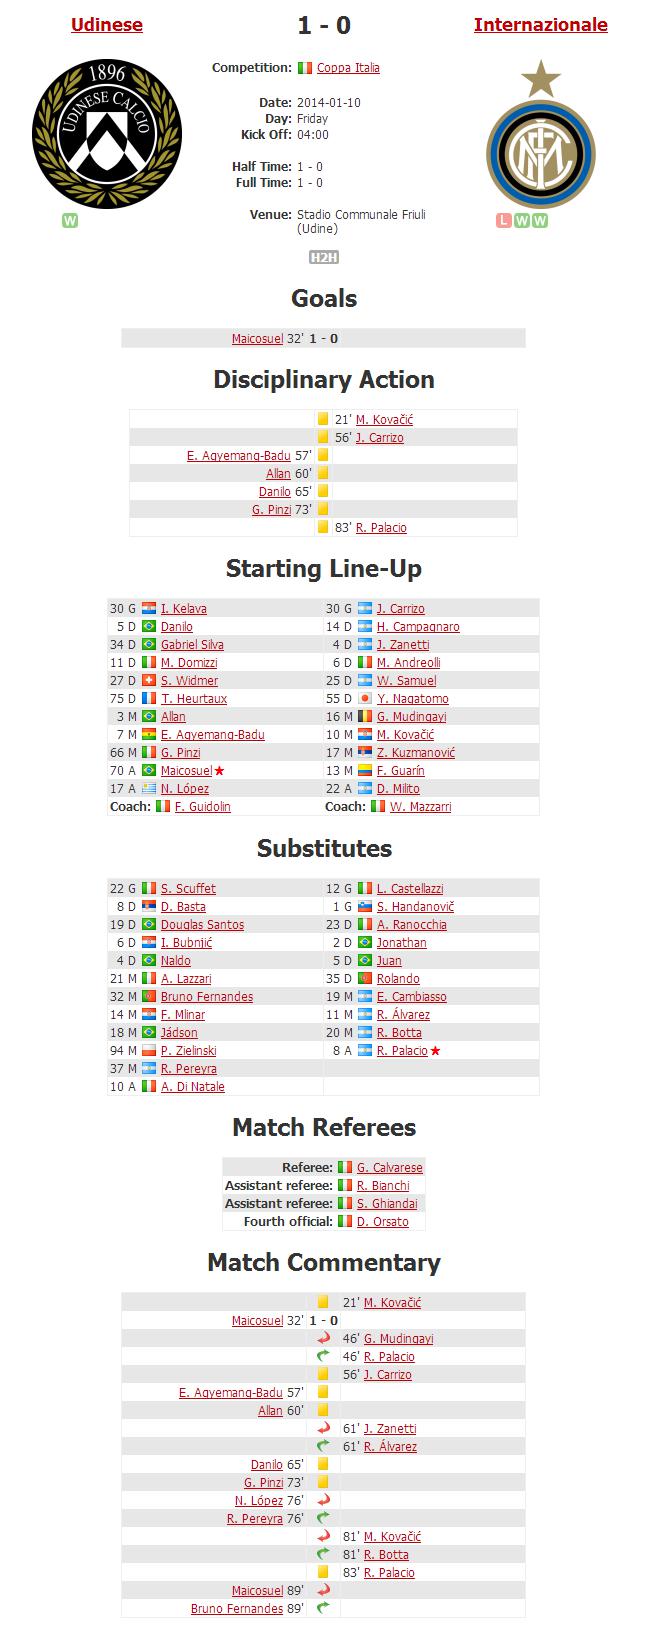 Udinese 1 - 0 Internazionale
1896
UDINESE CALCIO
Competition: Coppa Italia
Date: 2014-01-10
Day: Friday
Kick Off: 04:00
Half Time: 1 - 0
Full Time: 1 - 0
Venue: Stadio Communale Friuli
(Udine)
W
L W W
H2H
Goals
Maicosuel 32' 1 - 0
Disciplinary Action
21' M. Kovačić
56' J. Carrizo
E. Agyemang-Badu 57'
Allan 60'
Danilo 65'
G. Pinzi 73'
83' R. Palacio
Starting Line-Up
30 G I. Kelava 30 G J. Carrizo
5 D Danilo 14 D H. Campagnaro
34 D Gabriel Silva 4 D J. Zanetti
11 D M. Domizzi 6 D M. Andreolli
27 D S. Widmer 25 D W. Samuel
75 D T. Heurtaux 55 D Y. Nagatomo
3 M Allan 16 M G. Mudingayi
7 M E. Agyemang-Badu 10 M M. Kovačić
66 M G. Pinzi 17 M Z. Kuzmanović
70 A Maicosuel 13 M F. Guarín
17 A N. López 22 A D. Milito
Coach: F. Guidolin Coach: W. Mazzarri
Substitutes
22 G S. Scuffet 12 G L. Castellazzi
8 D D. Basta 1 G S. Handanovič
19 D Douglas Santos 23 D A. Ranocchia
6 D I. Bubnjić 2 D Jonathan
4 D Naldo 5 D Juan
21 M A. Lazzari 35 D Rolando
32 M Bruno Fernandes 19 M E. Cambiasso
14 M F. Mlinar 11 M R. Álvarez
18 M Jádson 20 M R. Botta
94 M P. Zielinski 8 A R. Palacio
37 M R. Pereyra
10 A A. Di Natale
Match Referees
Referee: G. Calvarese
Assistant referee: R. Bianchi
Assistant referee: S. Ghiandai
Fourth official: D. Orsato
Match Commentary
21' M. Kovačić
Maicosuel 32' 1 - 0
46' G. Mudingayi
46' R. Palacio
56' J. Carrizo
E. Agyemang-Badu 57'
Allan 60'
61' J. Zanetti
61' R. Álvarez
Danilo 65'
G. Pinzi 73'
N. López 76'
R. Pereyra 76'
81' M. Kovačić
81' R. Botta
83' R. Palacio
Maicosuel 89'
Bruno Fernandes 89'